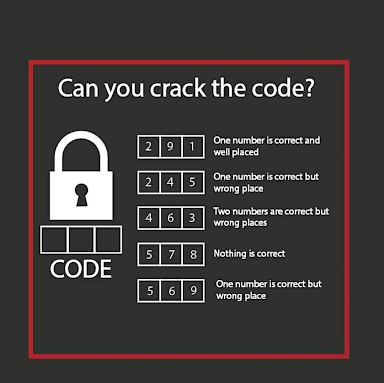 Can you crack the code?
2 9 1
One number is correct and
well placed
2 4 5
One number is correct but
wrong place
4 6 3
Two numbers are correct but
wrong places
5 7 8
Nothing is correct
5 6 9
One number is correct but
wrong place
CODE